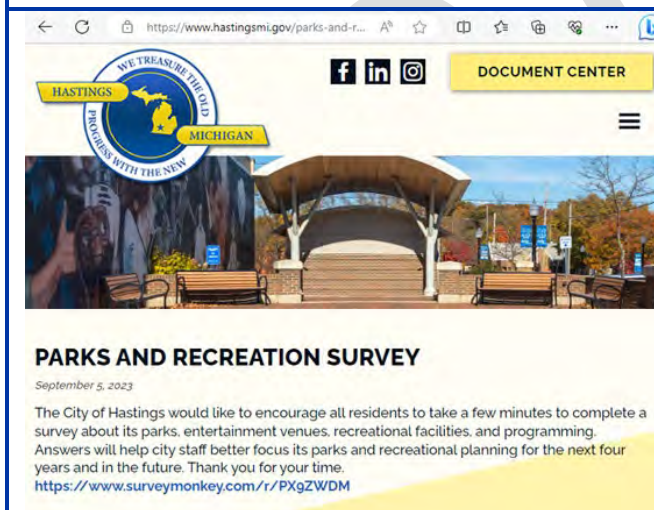 https://www.hastingsmi.gov/parks-and-r...
WE TREASURE THE OLD
HASTINGS
MICHIGAN
PROGRESS WITH THE NEW
f in
DOCUMENT CENTER
PARKS AND RECREATION SURVEY
September 5, 2023
The City of Hastings would like to encourage all residents to take a few minutes to complete a
survey about its parks, entertainment venues, recreational facilities, and programming.
Answers will help city staff better focus its parks and recreational planning for the next four
years and in the future. Thank you for your time.
https://www.surveymonkey.com/r/PX9ZWDM